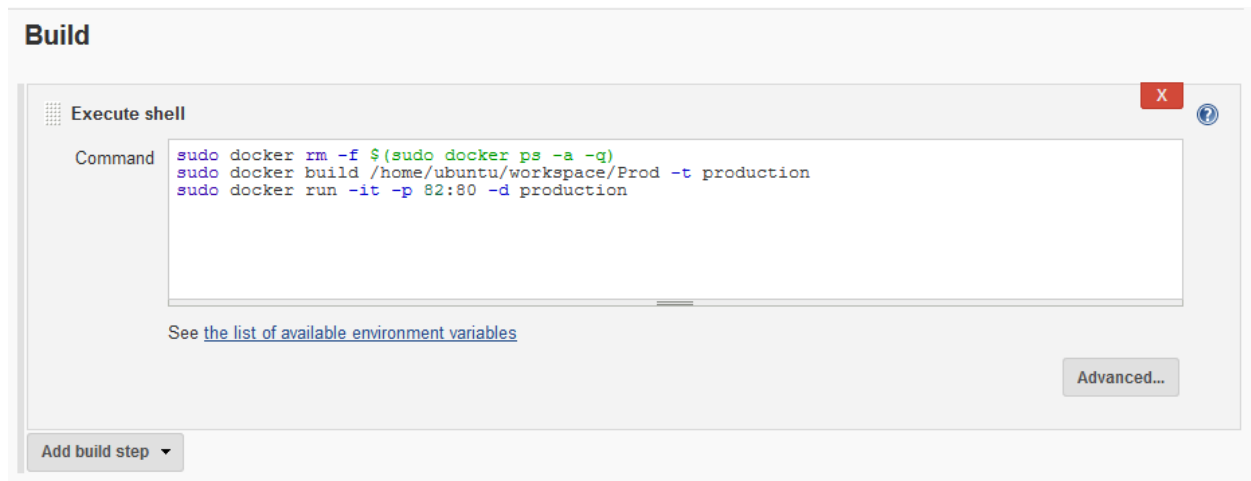 Build
Execute shell
X
Command
sudo docker rm -f $(sudo docker ps -a -q)
sudo docker build /home/ubuntu/workspace/Prod -t production
sudo docker run -it -p 82:80 -d production
See the list of available environment variables
Advanced...
Add build step